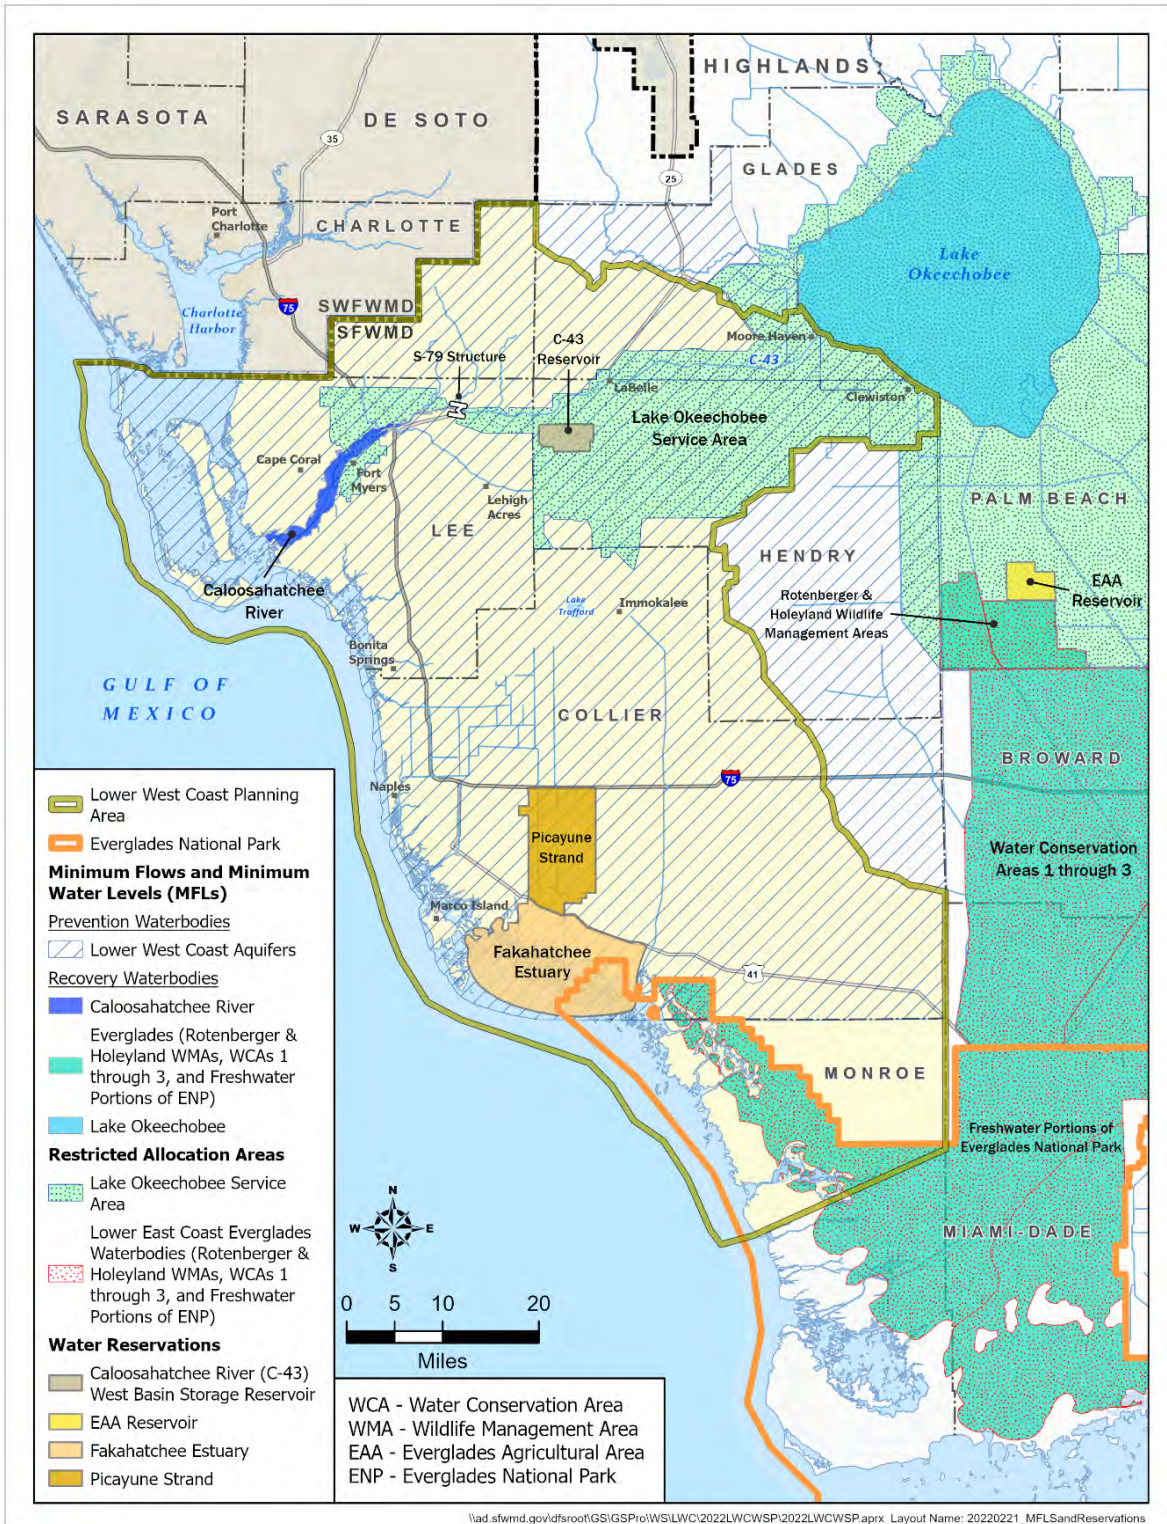 HIGHLANDS
SARASOTA
DE SOTO
35
25
GLADES
Port
Charlotte
CHARLOTTE
Lake
Okeechobee
75
SWFWMD
SFWMD
Charlotte
Harbor
Moore Haven
C-43
S-79 Structure
C-43
Reservoir
LaBelle
Clewiston
Lake Okeechobee
Service Area
Cape Coral
Fort
Myers
Lehigh
Acres
LEE
PALM BEACH
HENDRY
Caloosahatchee
River
Lake
Trafford
Immokalee
Rotenberger &
Holeyland Wildlife
Management Areas
EAA
Reservoir
Bonita
Springs
GULF OF
MEXICO
COLLIER
BROWARD
75
Naples
Picayune
Strand
Water Conservation
Areas 1 through 3
Marco Island
Fakahatchee
Estuary
41
MONROE
Freshwater Portions of
Everglades National Park
MIAMI-DADE
Lower West Coast Planning
Area
Everglades National Park
Minimum Flows and Minimum
Water Levels (MFLs)
Prevention Waterbodies
Lower West Coast Aquifers
Recovery Waterbodies
Caloosahatchee River
Everglades (Rotenberger &
Holeyland WMAs, WCAs 1
through 3, and Freshwater
Portions of ENP)
Lake Okeechobee
Restricted Allocation Areas
Lake Okeechobee Service
Area
Lower East Coast Everglades
Waterbodies (Rotenberger &
Holeyland WMAs, WCAs 1
through 3, and Freshwater
Portions of ENP)
Water Reservations
Caloosahatchee River (C-43)
West Basin Storage Reservoir
EAA Reservoir
Fakahatchee Estuary
Picayune Strand
N
W E
S
0 5 10 20
Miles
WCA - Water Conservation Area
WMA - Wildlife Management Area
EAA - Everglades Agricultural Area
ENP - Everglades National Park
\\ad.sfwmd.gov\dfsroot\GS\GSPro\WS\LWC\2022LWCWSP\2022LWCWSP.aprx Layout Name: 20220221_MFLSandReservations